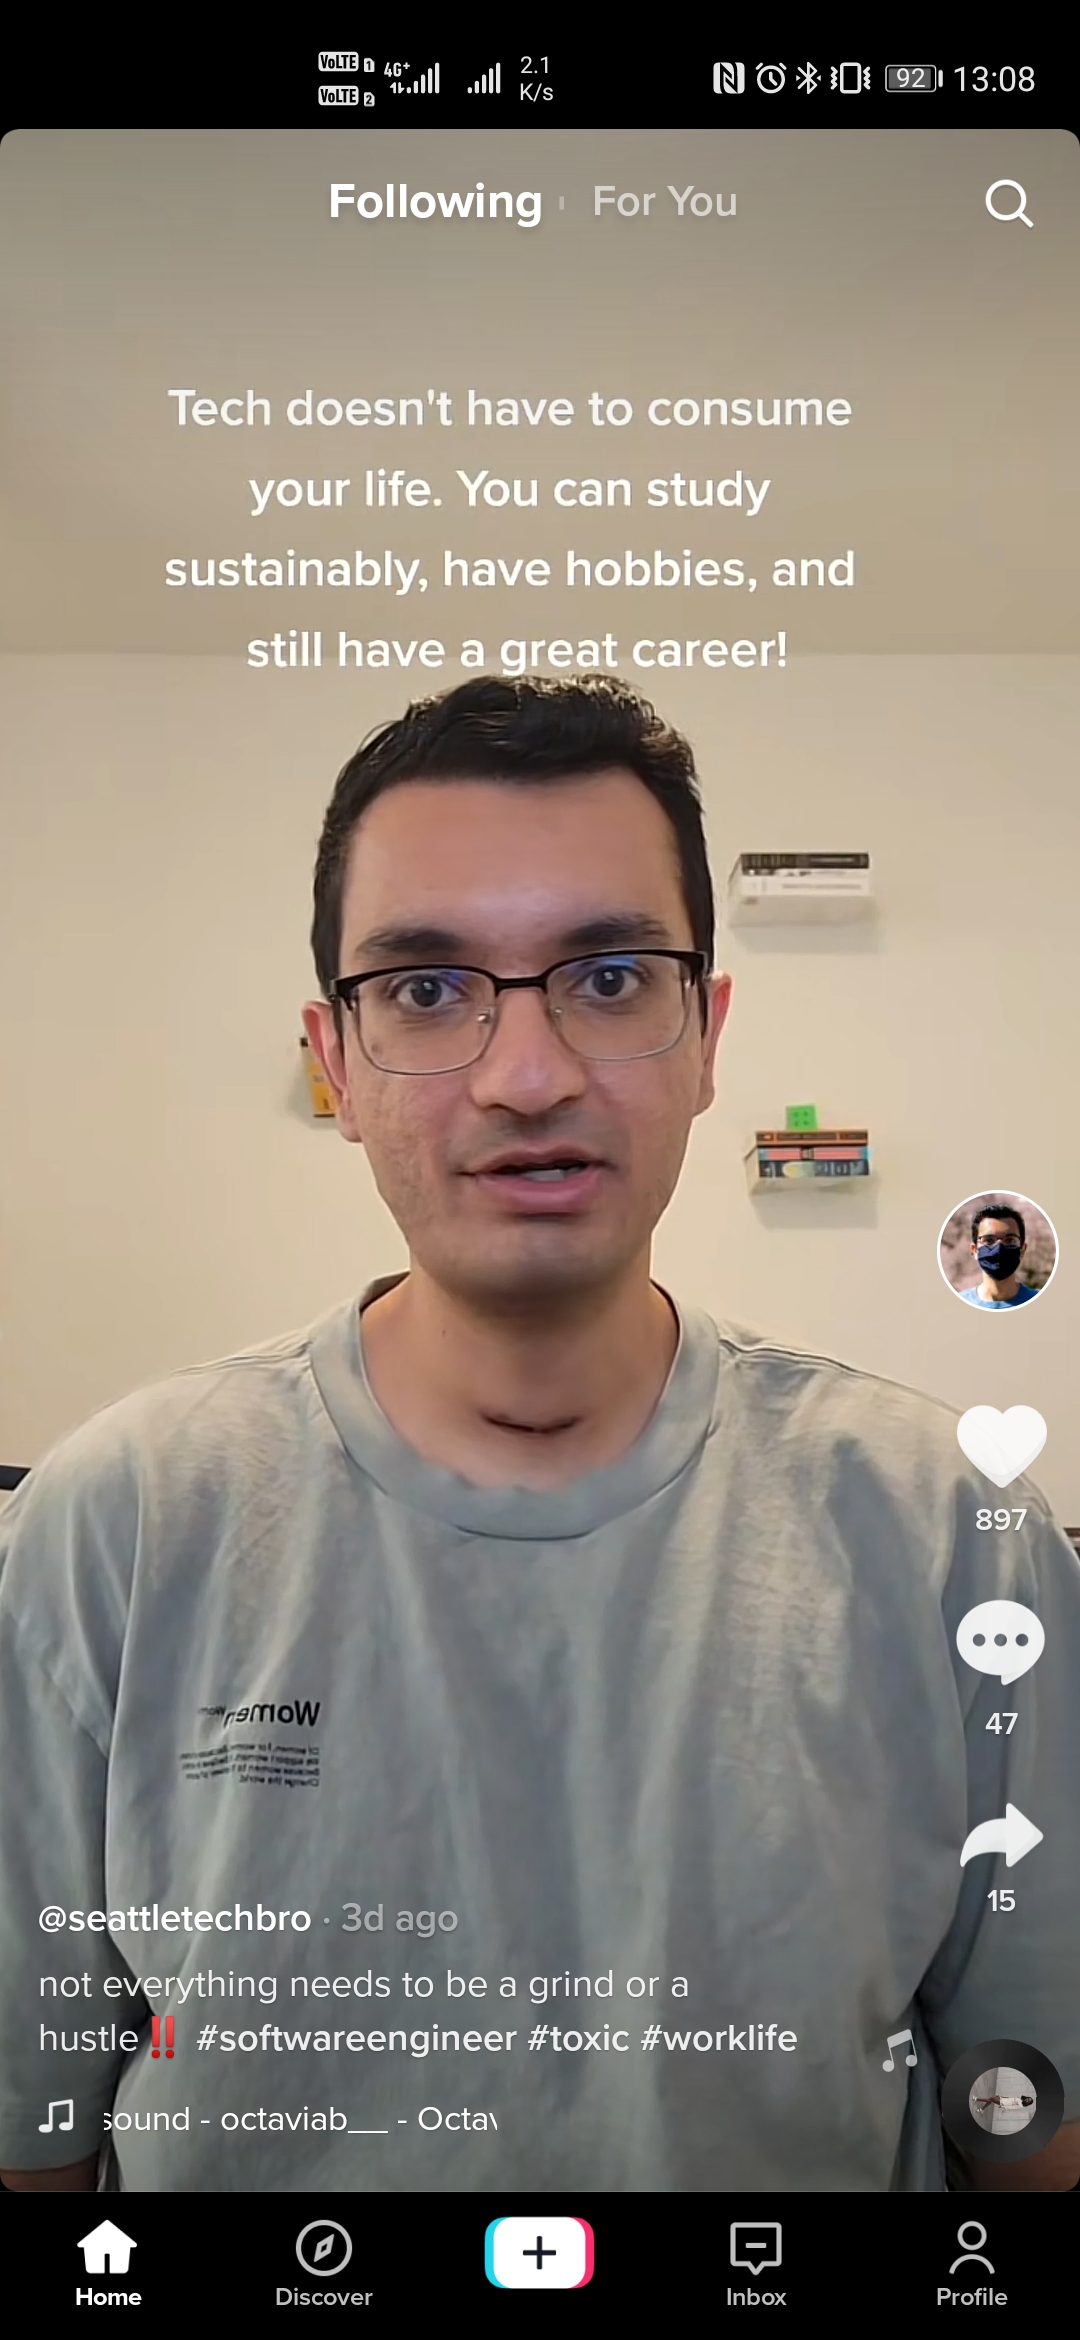 VoLTE 1 4G+ 2.1
VoLTE 2 K/s
92 13:08
Following For You
Tech doesn't have to consume
your life. You can study
sustainably, have hobbies, and
still have a great career!
897
47
Women
15
@seattletechbro · 3d ago
not everything needs to be a grind or a
hustle‼️ #softwareengineer #toxic #worklife
sound - octaviab__ - Octav
Home Discover Inbox Profile